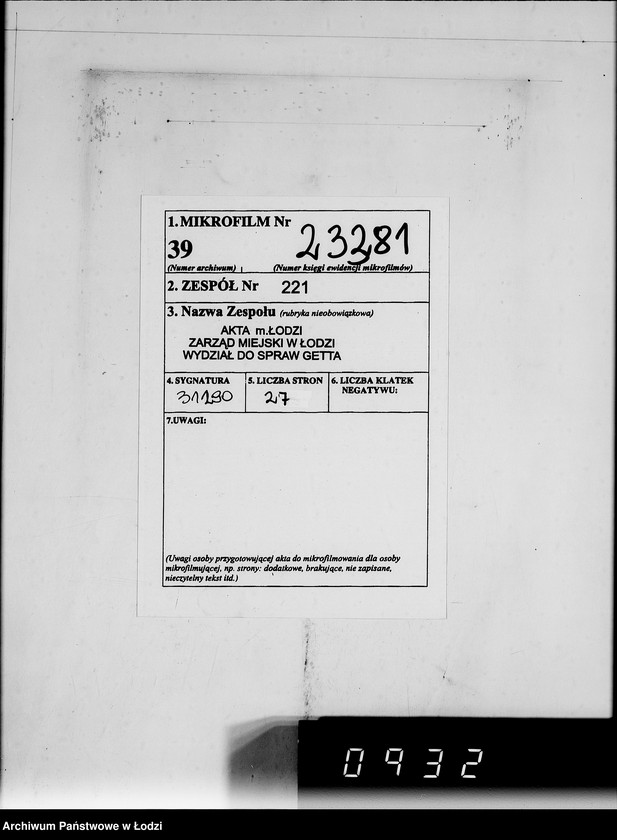 1. MIKROFILM Nr
39 23281
(Numer archiwum) (Numer księgi ewidencji mikrofilmów)
2. ZESPÓŁ Nr 221
3. Nazwa Zespołu (rubryka nieobowiązkowa)
AKTA m.ŁODZI
ZARZĄD MIEJSKI W ŁODZI
WYDZIAŁ DO SPRAW GETTA
4. SYGNATURA 5. LICZBA STRON 6. LICZBA KLATEK
NEGATYWU:
31190 27
7.UWAGI:
(Uwagi osoby przygotowującej akta do mikrofilmowania dla osoby
mikrofilmującej, np. strony: dodatkowe, brakujące, nie zapisane,
nieczytelny tekst itd.)
0932
Archiwum Państwowe w Łodzi